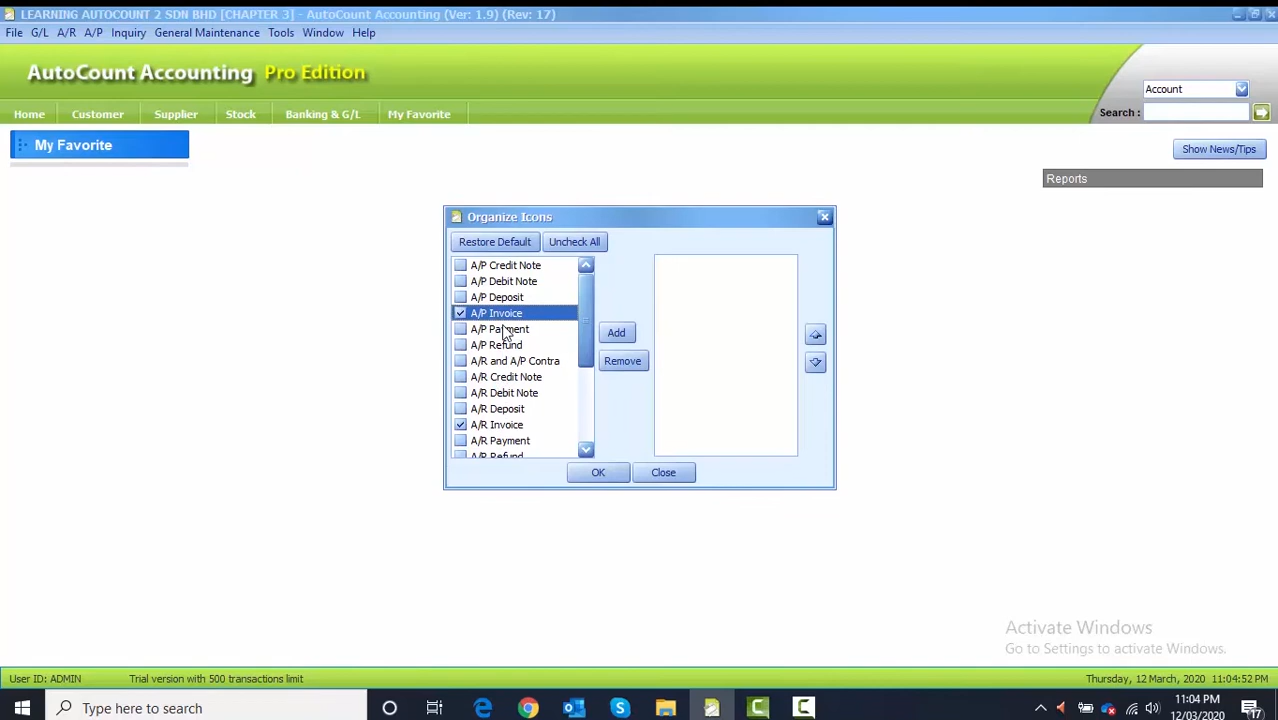 LEARNING AUTOCOUNT 2 SDN BHD [CHAPTER 3] - AutoCount Accounting (Ver: 1.9) (Rev: 17)
File G/L A/R A/P Inquiry General Maintenance Tools Window Help
AutoCount Accounting Pro Edition
Account
Search :
Home Customer Supplier Stock Banking & G/L My Favorite
My Favorite
Show News/Tips
Reports
Organize Icons
Restore Default Uncheck All
A/P Credit Note
A/P Debit Note
A/P Deposit
A/P Invoice
A/P Payment
A/P Refund
A/R and A/P Contra
A/R Credit Note
A/R Debit Note
A/R Deposit
A/R Invoice
A/R Payment
A/R Refund
Add
Remove
OK Close
Activate Windows
Go to Settings to activate Windows.
User ID: ADMIN Trial version with 500 transactions limit Thursday, 12 March, 2020 11:04:52 PM
Type here to search
11:04 PM
12/03/2020
17